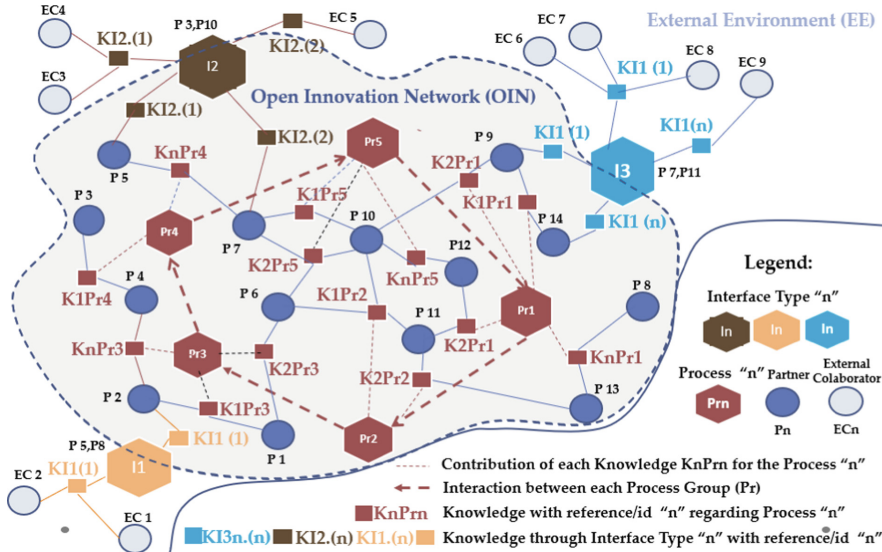 EC4
P 3,P10
KI2.(1)
KI2.(2)
EC 5
EC 7
EC 6
External Environment (EE)
I2
EC3
KI1 (1)
EC 8
EC 9
KI2.(1)
Open Innovation Network (OIN)
KI2.(2)
KI1 (1)
KI1(n)
P 5
KnPr4
Pr5
K2Pr1
P 9
I3
P 7,P11
P 3
K1Pr5
K1Pr1
P 14
KI1 (n)
Pr4
P 7
P 10
K2Pr5
KnPr5
P12
K1Pr4
P 4
P 6
K1Pr2
P 11
Pr1
P 8
KnPr3
Pr3
K2Pr3
K2Pr1
KnPr1
K2Pr2
P 2
K1Pr3
P 13
P 5,P8
KI1 (1)
P 1
Pr2
EC 2
KI1(1)
I1
EC 1
Legend:
Interface Type “n”
In
In
In
Process “n”
Partner
External
Colaborator
Prn
Pn
ECn
Contribution of each Knowledge KnPrn for the Process “n”
Interaction between each Process Group (Pr)
KnPrn
Knowledge with reference/id “n” regarding Process “n”
KI3n.(n)
KI2.(n)
KI1.(n)
Knowledge through Interface Type “n” with reference/id “n”